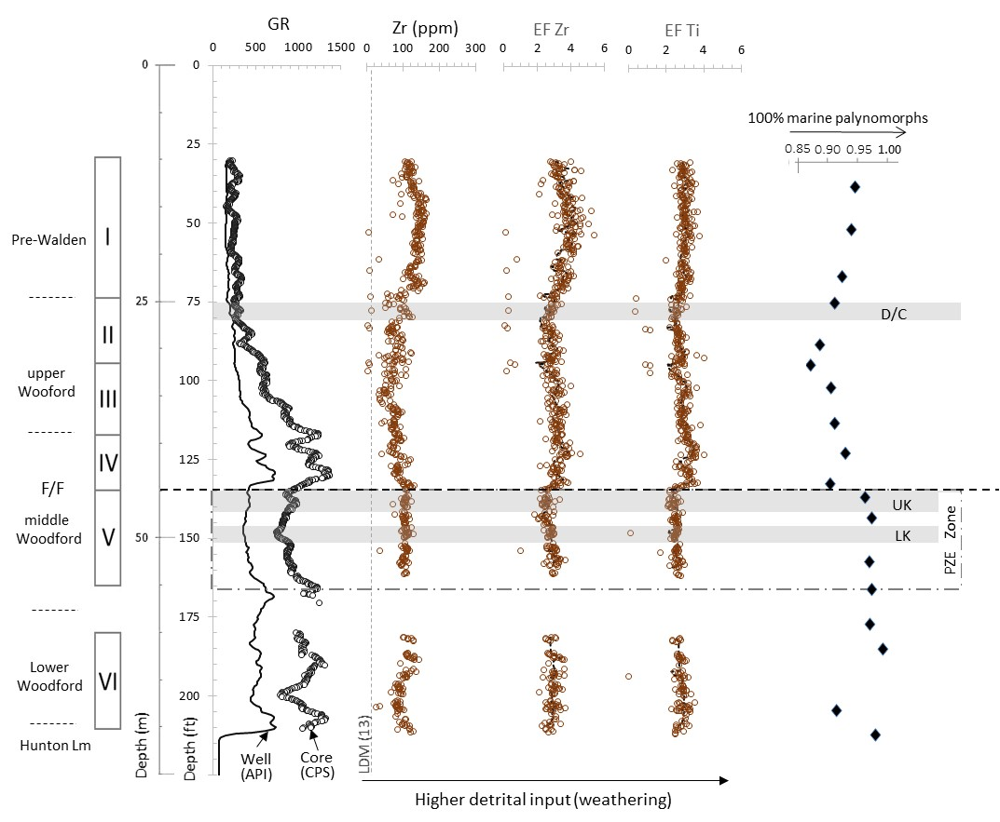 GR
Zr (ppm)
EF Zr
EF Ti
0 500 1000 1500
0 100 200 300
0 2 4 6
0 2 4 6
100% marine palynomorphs
0.85 0.90 0.95 1.00
0
25
50
Depth (m)
0
25
50
75
100
125
150
175
200
Depth (ft)
Pre-Walden
upper
Wooford
F/F
middle
Woodford
Lower
Woodford
Hunton Lm
I
II
III
IV
V
VI
D/C
UK
LK
PZE Zone
Well
(API)
Core
(CPS)
LDM (13)
Higher detrital input (weathering)